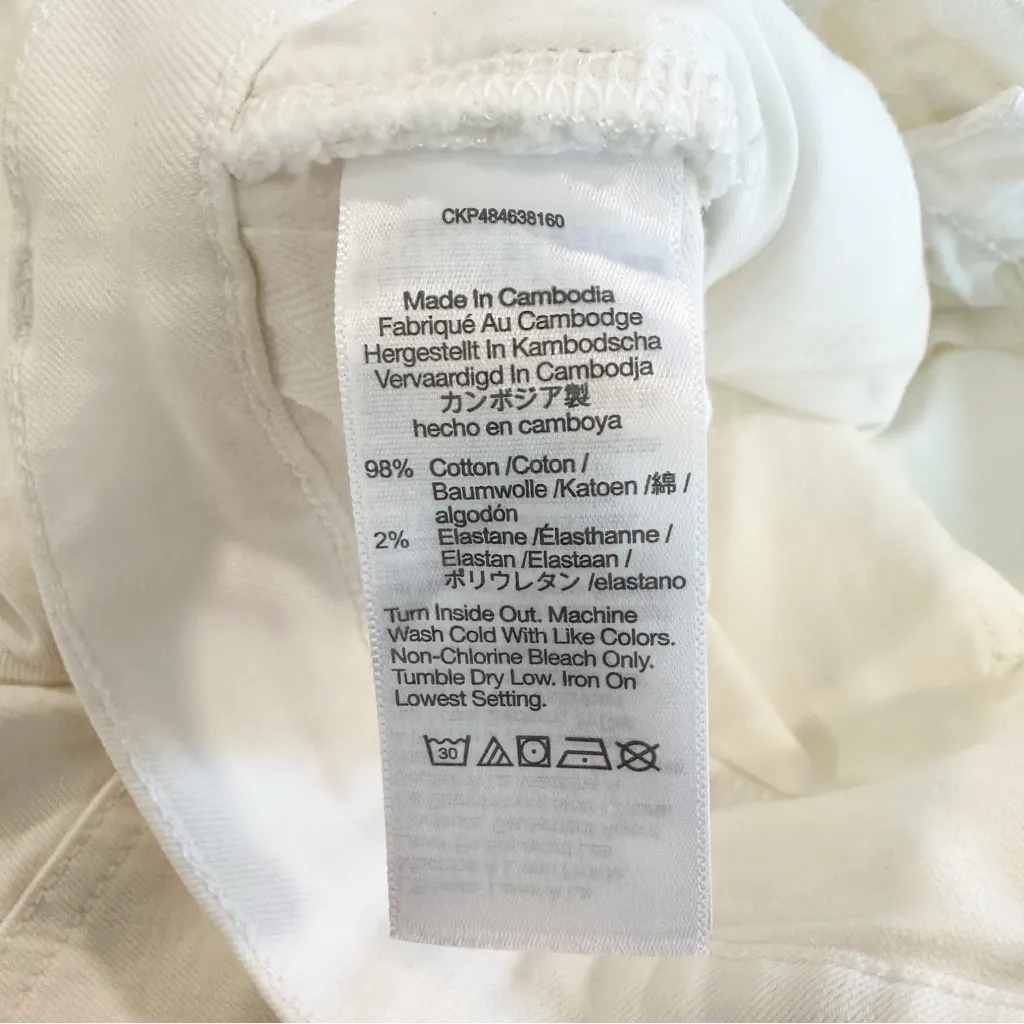 CKP484638160
Made In Cambodia
Fabriqué Au Cambodge
Hergestellt In Kambodscha
Vervaardigd In Cambodja
カンボジア製
hecho en camboya
98% Cotton /Coton /
Baumwolle /Katoen /綿 /
algodón
2% Elastane /Élasthanne /
Elastan /Elastaan /
ポリウレタン /elastano
Turn Inside Out. Machine
Wash Cold With Like Colors.
Non-Chlorine Bleach Only.
Tumble Dry Low. Iron On
Lowest Setting.
30